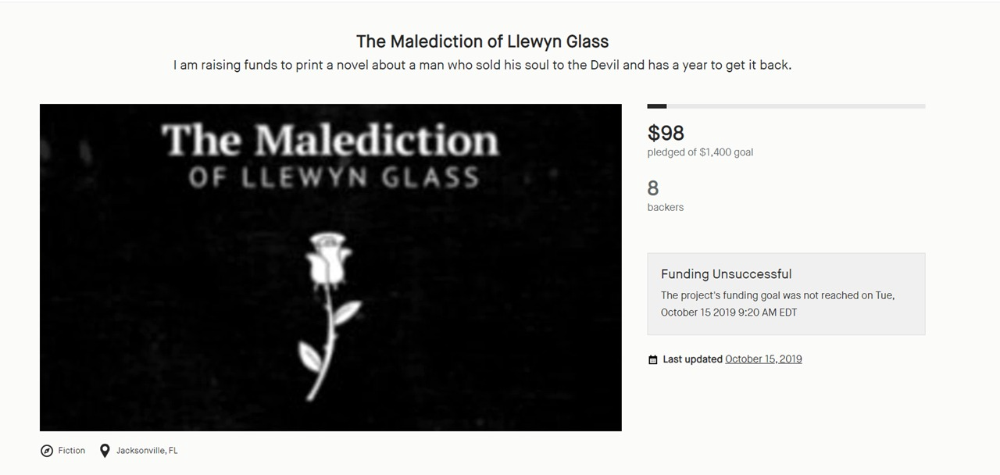 The Malediction of Llewyn Glass
I am raising funds to print a novel about a man who sold his soul to the Devil and has a year to get it back.
The Malediction
OF LLEWYN GLASS
$98
pledged of $1,400 goal
8
backers
Funding Unsuccessful
The project's funding goal was not reached on Tue,
October 15 2019 9:20 AM EDT
Last updated October 15, 2019
Fiction Jacksonville, FL